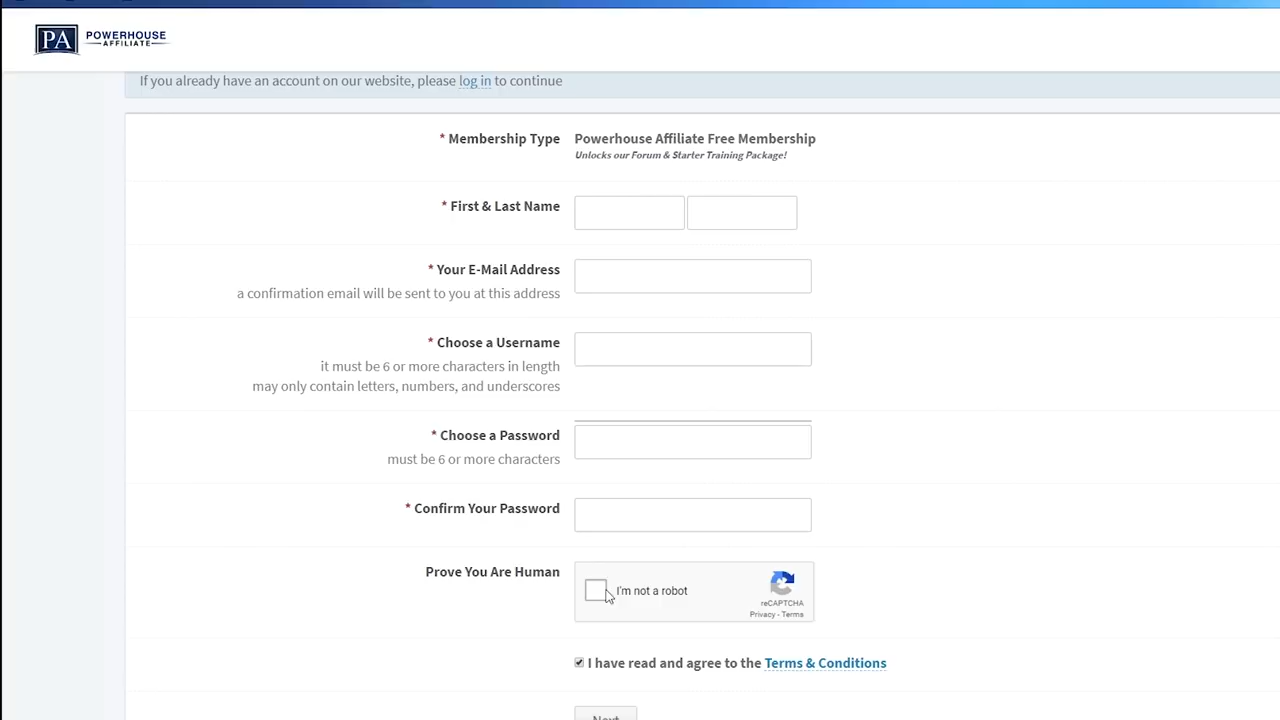 PA POWERHOUSE
AFFILIATE
If you already have an account on our website, please log in to continue
* Membership Type
Powerhouse Affiliate Free Membership
Unlocks our Forum & Starter Training Package!
* First & Last Name
* Your E-Mail Address
a confirmation email will be sent to you at this address
* Choose a Username
it must be 6 or more characters in length
may only contain letters, numbers, and underscores
* Choose a Password
must be 6 or more characters
* Confirm Your Password
Prove You Are Human
I'm not a robot
reCAPTCHA
Privacy - Terms
I have read and agree to the Terms & Conditions
Next